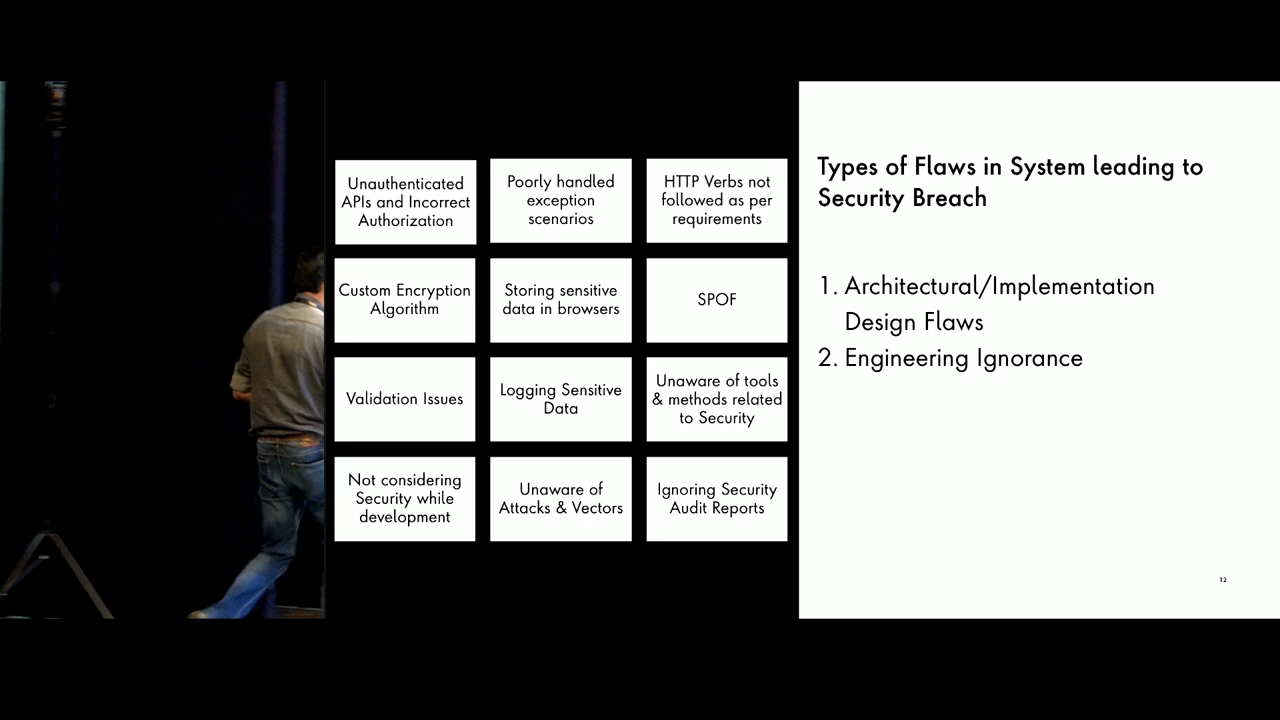 Unauthenticated
APIs and Incorrect
Authorization
Poorly handled
exception
scenarios
HTTP Verbs not
followed as per
requirements
Custom Encryption
Algorithm
Storing sensitive
data in browsers
SPOF
Validation Issues
Logging Sensitive
Data
Unaware of tools
& methods related
to Security
Not considering
Security while
development
Unaware of
Attacks & Vectors
Ignoring Security
Audit Reports
Types of Flaws in System leading to
Security Breach
1. Architectural/Implementation
Design Flaws
2. Engineering Ignorance
12